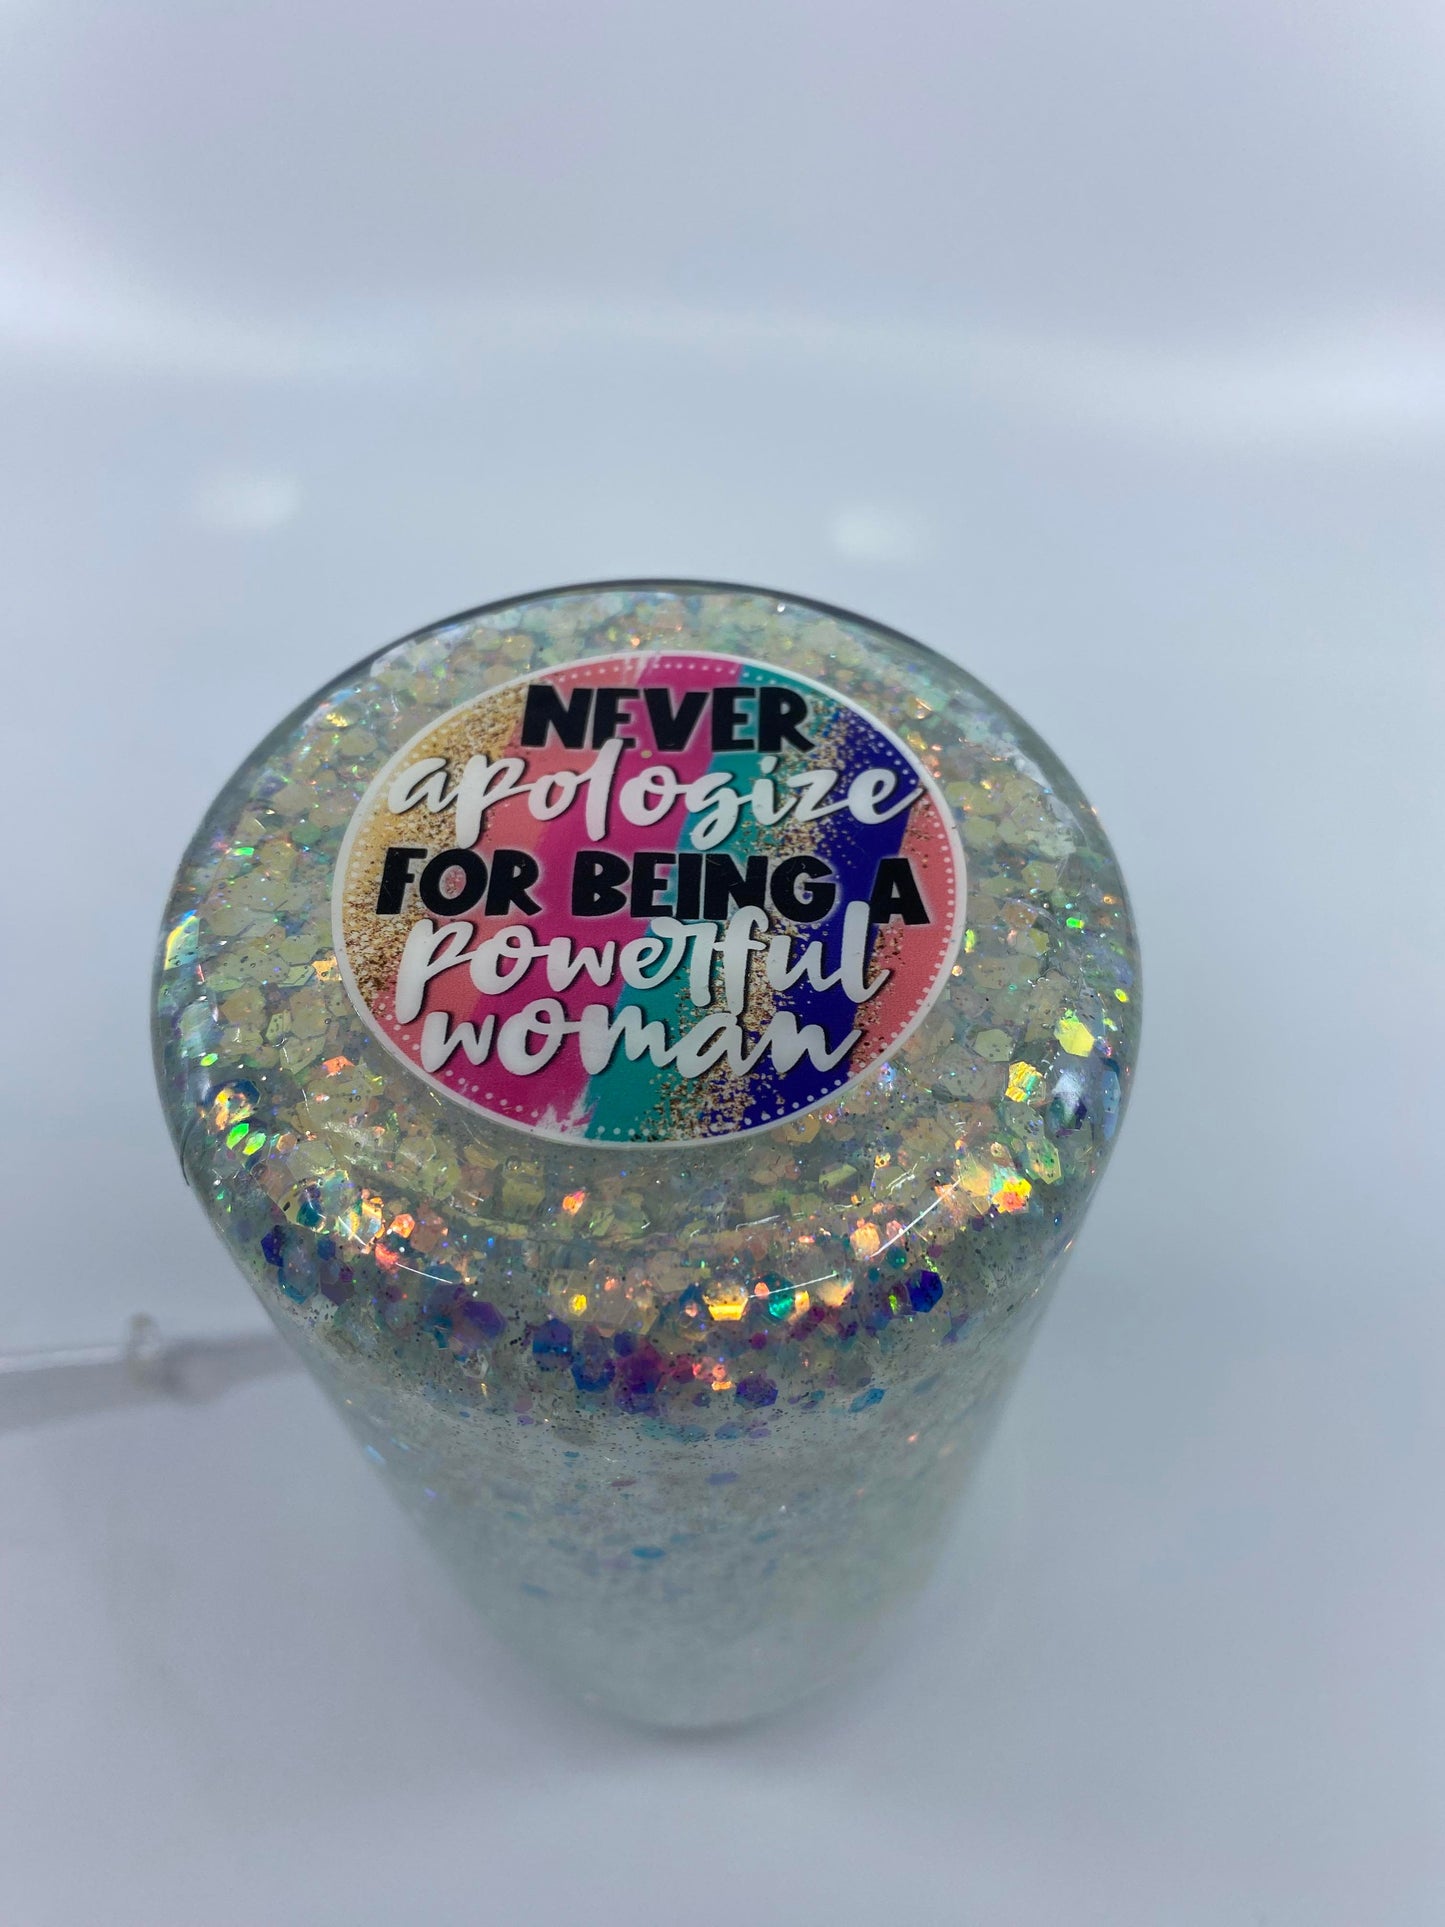 NEVER
apologize
FOR BEING A
powerful
woman